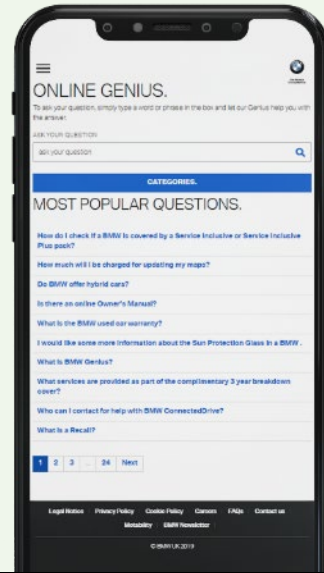 ONLINE GENIUS.
To ask your question, simply type a word or phrase in the box and let our Genius help you with
the answer.
ASK YOUR QUESTION
ask your question
CATEGORIES.
MOST POPULAR QUESTIONS.
How do I check if a BMW is covered by a Service Inclusive or Service Inclusive
Plus pack?
How much will I be charged for updating my maps?
Do BMW offer hybrid cars?
Is there an online Owner's Manual?
What is the BMW used car warranty?
I would like some more information about the Sun Protection Glass in a BMW .
What is BMW Genius?
What services are provided as part of the complimentary 3 year breakdown
cover?
Who can I contact for help with BMW ConnectedDrive?
What is a Recall?
1 2 3 ... 24 Next
Legal Notice Privacy Policy Cookie Policy Careers FAQs Contact us
Motability BMW Newsletter
© BMW UK 2019